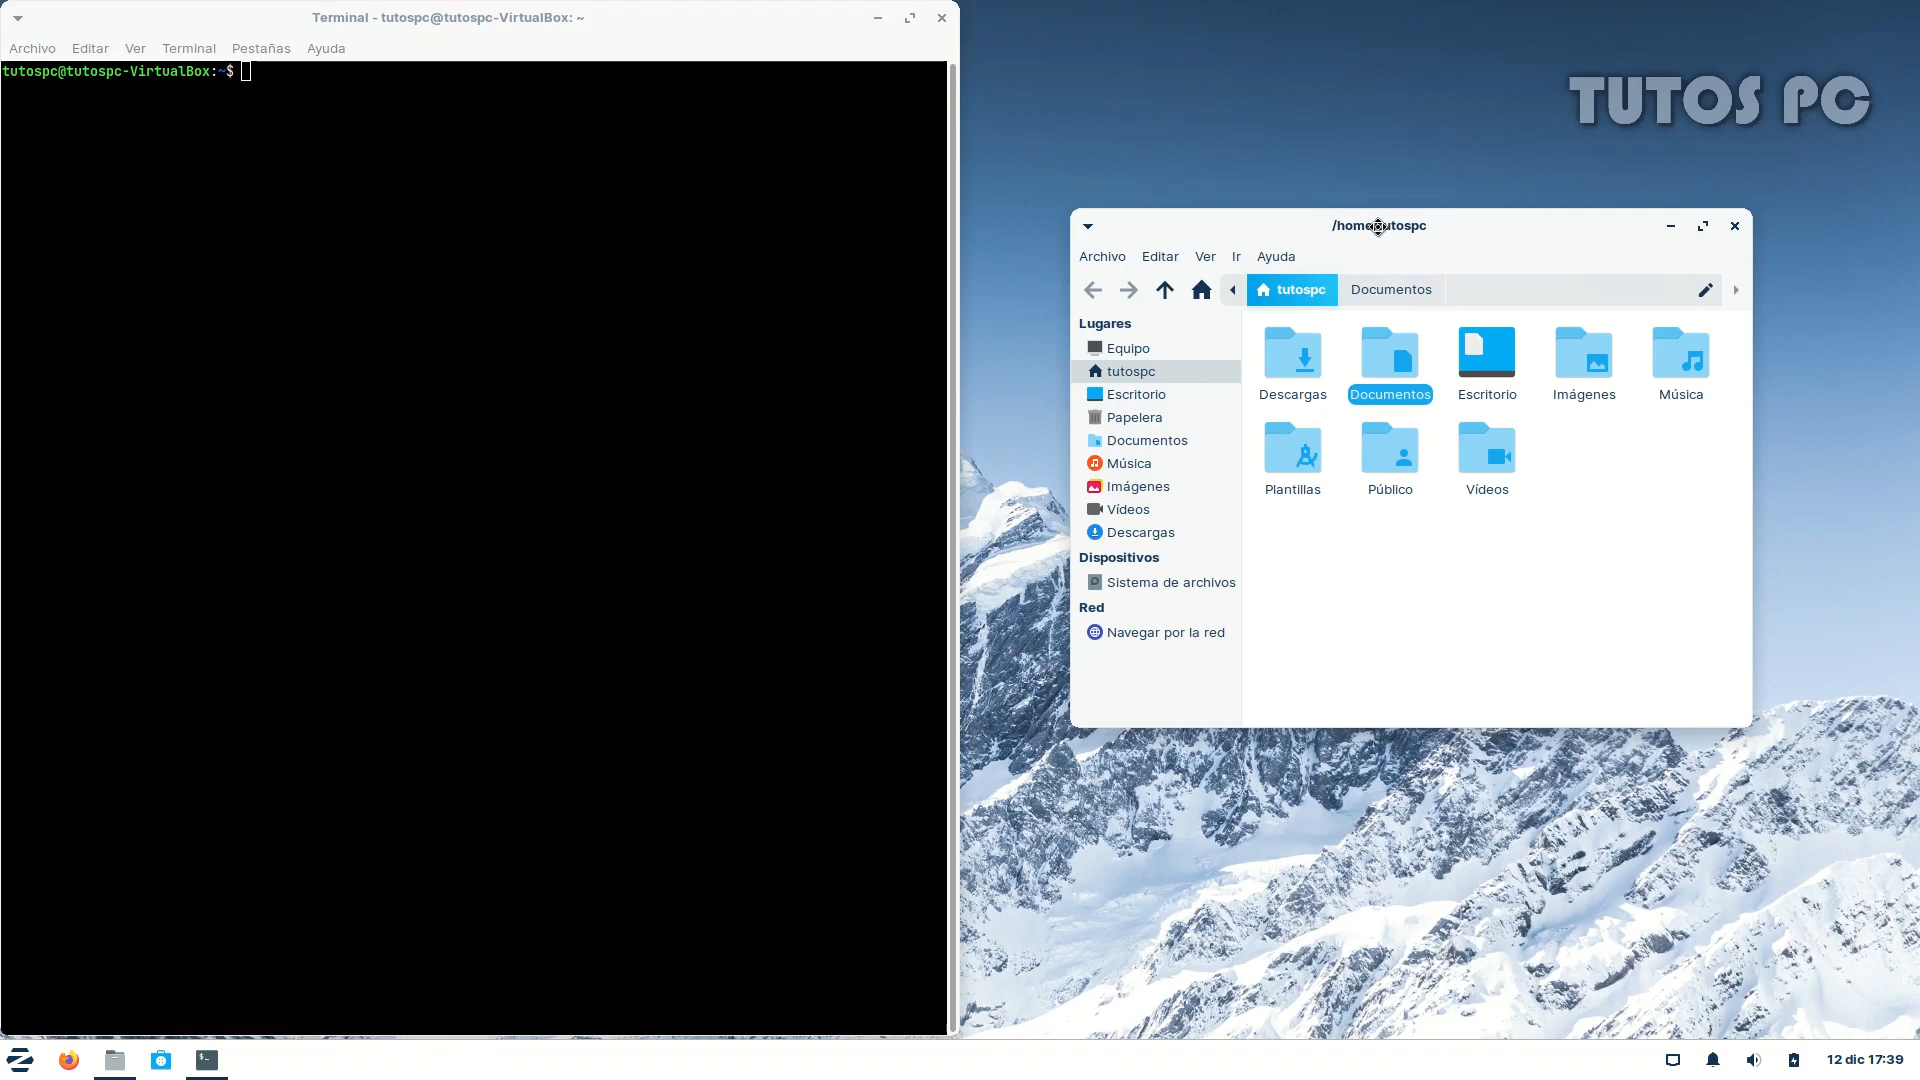 Terminal - tutospc@tutospc-VirtualBox: ~
Archivo Editar Ver Terminal Pestañas Ayuda
tutospc@tutospc-VirtualBox:~$
TUTOS PC
/home/tutospc
Archivo Editar Ver Ir Ayuda
tutospc Documentos
Lugares
Equipo
tutospc
Escritorio
Papelera
Documentos
Música
Imágenes
Vídeos
Descargas
Dispositivos
Sistema de archivos
Red
Navegar por la red
Descargas Documentos Escritorio Imágenes Música
Plantillas Público Vídeos
12 dic 17:39